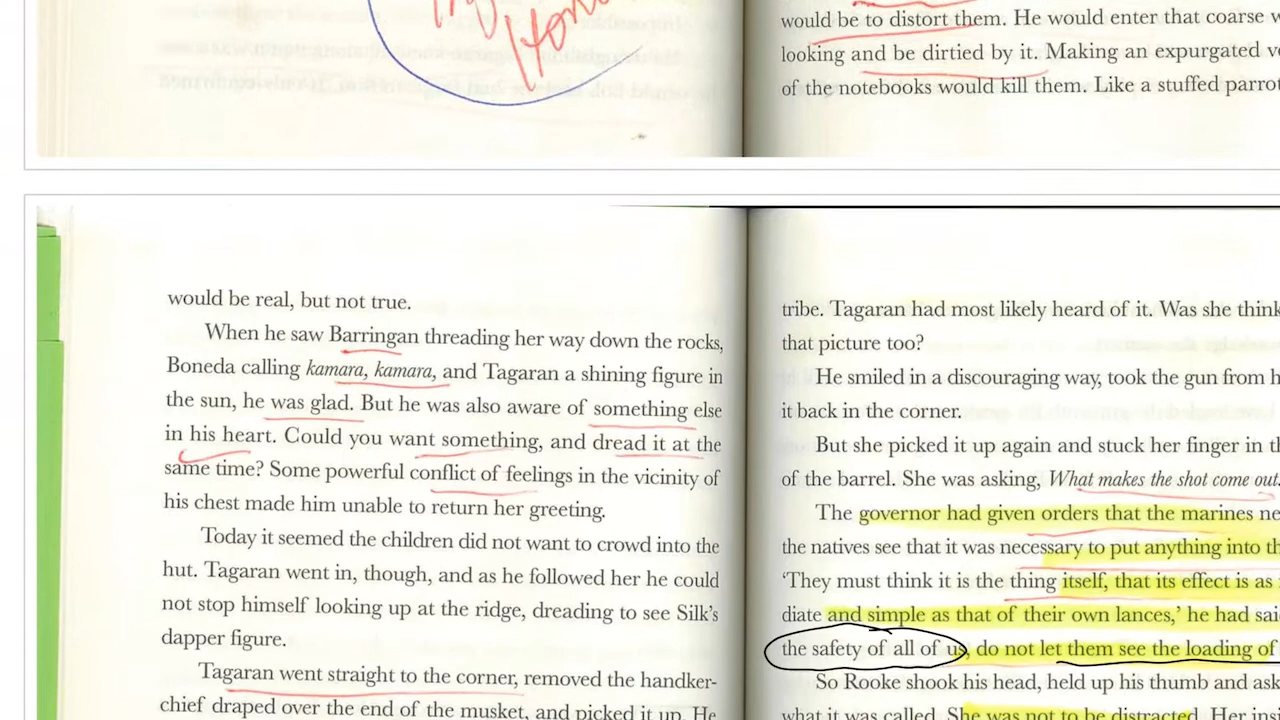 would be to distort them. He would enter that coarse
looking and be dirtied by it. Making an expurgated
of the notebooks would kill them. Like a stuffed parrot
would be real, but not true.
When he saw Barringan threading her way down the rocks,
Boneda calling kamara, kamara, and Tagaran a shining figure in
the sun, he was glad. But he was also aware of something else
in his heart. Could you want something, and dread it at the
same time? Some powerful conflict of feelings in the vicinity of
his chest made him unable to return her greeting.
Today it seemed the children did not want to crowd into the
hut. Tagaran went in, though, and as he followed her he could
not stop himself looking up at the ridge, dreading to see Silk's
dapper figure.
Tagaran went straight to the corner, removed the handker-
chief draped over the end of the musket, and picked it up. He
tribe. Tagaran had most likely heard of it. Was she think
that picture too?
He smiled in a discouraging way, took the gun from h
it back in the corner.
But she picked it up again and stuck her finger in th
of the barrel. She was asking, What makes the shot come out.
The governor had given orders that the marines ne
the natives see that it was necessary to put anything into th
'They must think it is the thing itself, that its effect is as
diate and simple as that of their own lances,' he had said
the safety of all of us, do not let them see the loading of
So Rooke shook his head, held up his thumb and ask
what it was called. She was not to be distracted. Her